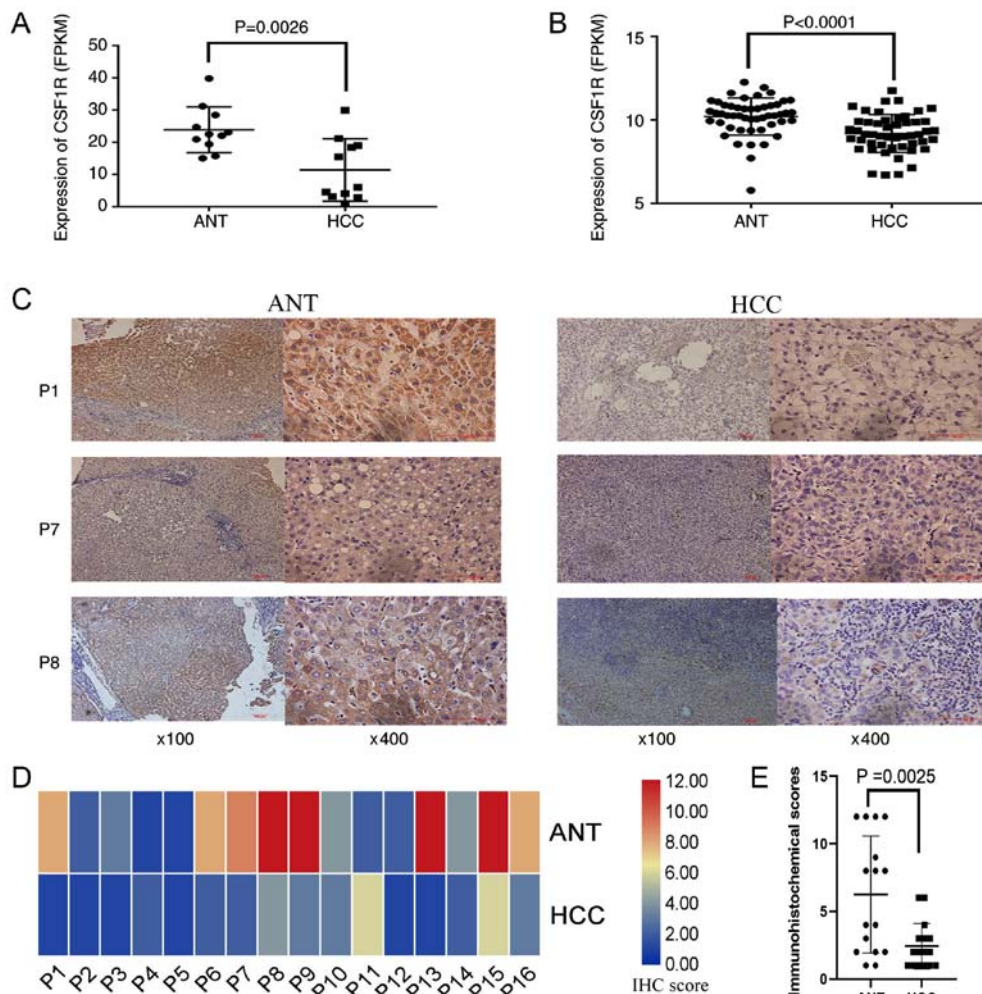 A
Expression of CSF1R (FPKM)
P=0.0026
50
40
30
20
10
0
ANT HCC
B
Expression of CSF1R (FPKM)
P<0.0001
15
10
5
ANT HCC
C
ANT HCC
P1
P7
P8
x100 x400 x100 x400
D
ANT
HCC
P1 P2 P3 P4 P5 P6 P7 P8 P9 P10 P11 P12 P13 P14 P15 P16
12.00
10.00
8.00
6.00
4.00
2.00
0.00
IHC score
E
immunohistochemical scores
P =0.0025
15
10
5
0
ANT HCC